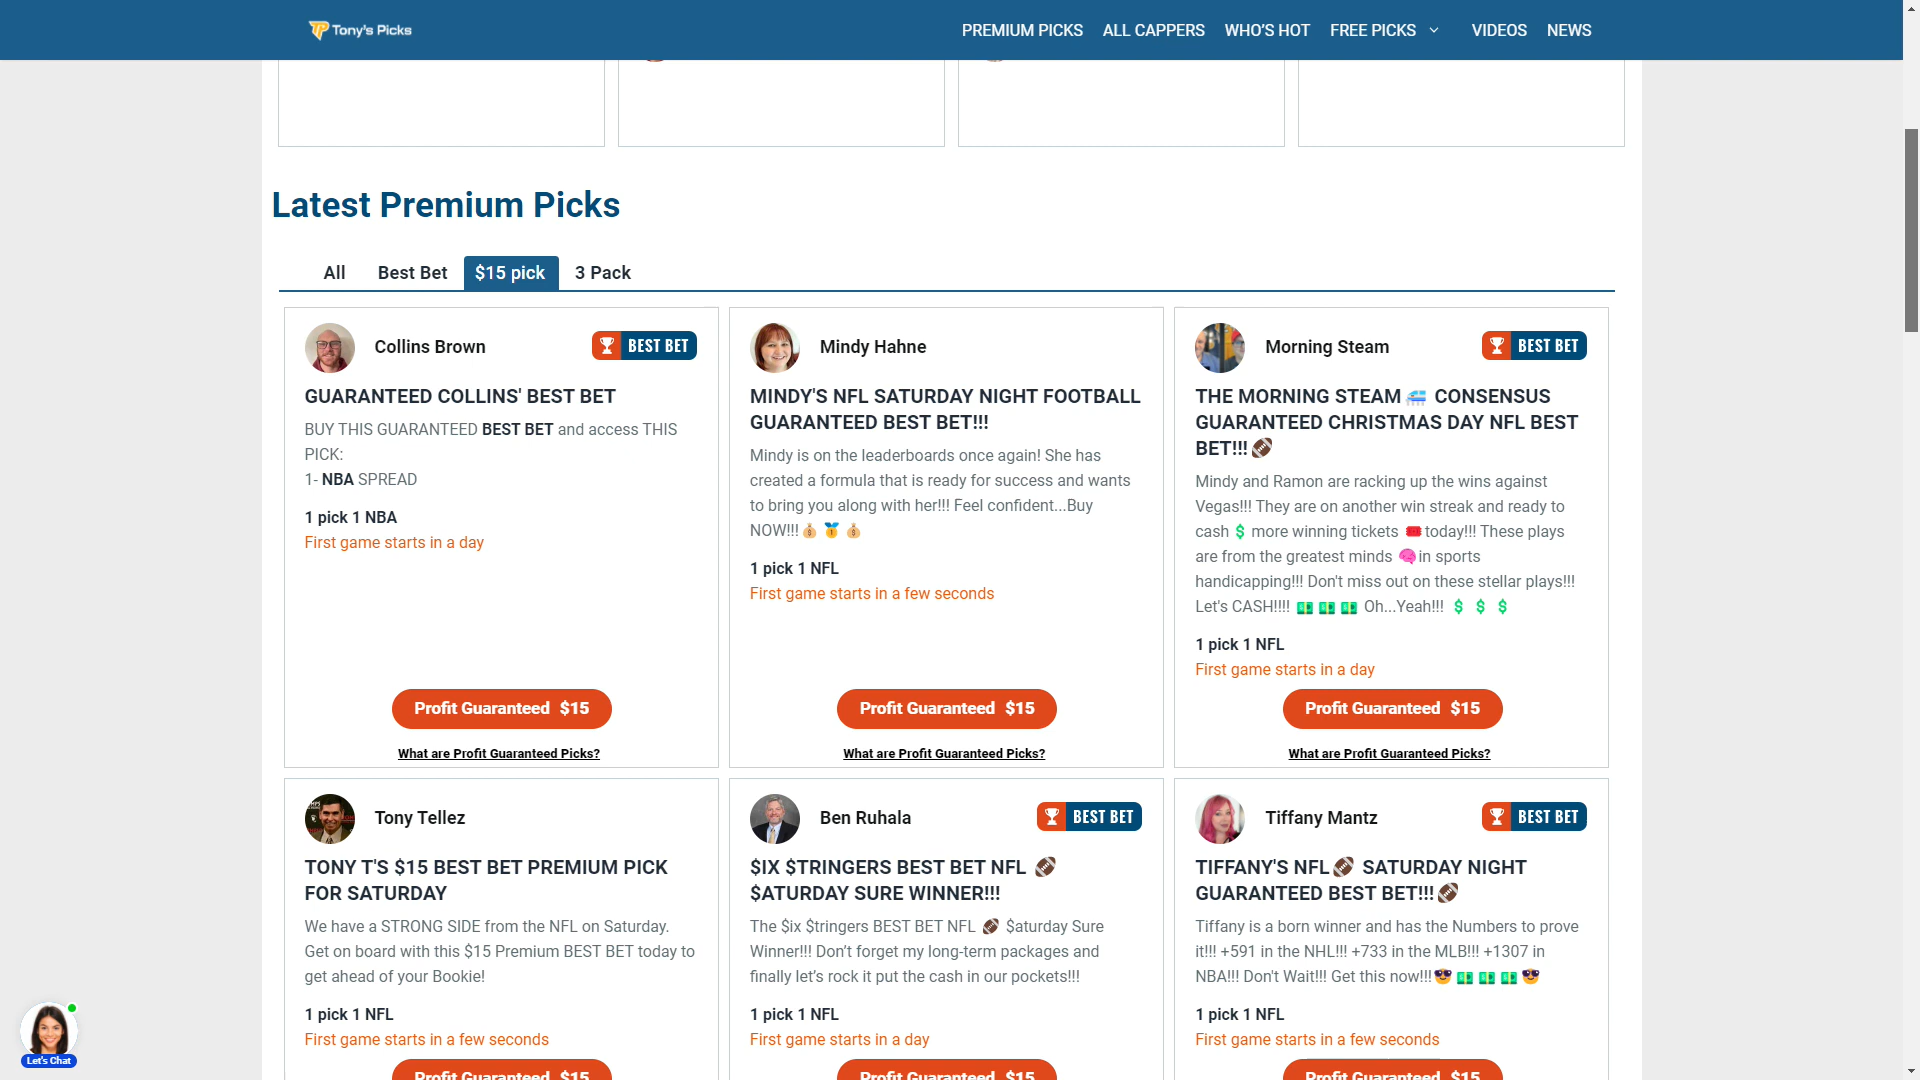 Tony's Picks
PREMIUM PICKS ALL CAPPERS WHO'S HOT FREE PICKS VIDEOS NEWS
Latest Premium Picks
All Best Bet $15 pick 3 Pack
Collins Brown
BEST BET
GUARANTEED COLLINS' BEST BET
BUY THIS GUARANTEED BEST BET and access THIS
PICK:
1- NBA SPREAD
1 pick 1 NBA
First game starts in a day
Profit Guaranteed $15
What are Profit Guaranteed Picks?
Mindy Hahne
MINDY'S NFL SATURDAY NIGHT FOOTBALL
GUARANTEED BEST BET!!!
Mindy is on the leaderboards once again! She has
created a formula that is ready for success and wants
to bring you along with her!!! Feel confident...Buy
NOW!!!💰 🥇 💰
1 pick 1 NFL
First game starts in a few seconds
Profit Guaranteed $15
What are Profit Guaranteed Picks?
Morning Steam
BEST BET
THE MORNING STEAM🚈 CONSENSUS
GUARANTEED CHRISTMAS DAY NFL BEST
BET!!!🏈
Mindy and Ramon are racking up the wins against
Vegas!!! They are on another win streak and ready to
cash 💲 more winning tickets 🎟️today!!! These plays
are from the greatest minds 🧠in sports
handicapping!!! Don't miss out on these stellar plays!!!
Let's CASH!!!! 💵 💵 💵 Oh...Yeah!!! 💲 💲 💲
1 pick 1 NFL
First game starts in a day
Profit Guaranteed $15
What are Profit Guaranteed Picks?
Tony Tellez
TONY T'S $15 BEST BET PREMIUM PICK
FOR SATURDAY
We have a STRONG SIDE from the NFL on Saturday.
Get on board with this $15 Premium BEST BET today to
get ahead of your Bookie!
1 pick 1 NFL
First game starts in a few seconds
Profit Guaranteed $15
Ben Ruhala
BEST BET
$IX $TRINGERS BEST BET NFL 🏈
$ATURDAY SURE WINNER!!!
The $ix $tringers BEST BET NFL 🏈 $aturday Sure
Winner!!! Don't forget my long-term packages and
finally let's rock it put the cash in our pockets!!!
1 pick 1 NFL
First game starts in a day
Profit Guaranteed $15
Tiffany Mantz
BEST BET
TIFFANY'S NFL🏈 SATURDAY NIGHT
GUARANTEED BEST BET!!!🏈
Tiffany is a born winner and has the Numbers to prove
it!!! +591 in the NHL!!! +733 in the MLB!!! +1307 in
NBA!!! Don't Wait!!! Get this now!!!😎 💵 💵 💵 😎
1 pick 1 NFL
First game starts in a few seconds
Profit Guaranteed $15
Let's Chat